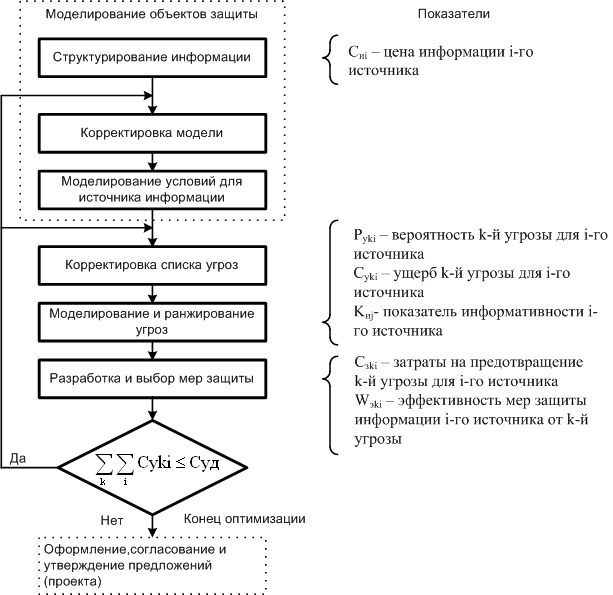 Моделирование объектов защиты
Показатели
Структурирование информации
Сиi – цена информации i-го
источника
Корректировка модели
Моделирование условий для
источника информации
Корректировка списка угроз
Моделирование и ранжирование
угроз
Pуki – вероятность k-й угрозы для i-го
источника
Суki – ущерб k-й угрозы для i-го
источника
Киj- показатель информативности i-
го источника
Разработка и выбор мер защиты
Сзki – затраты на предотвращение
k-й угрозы для i-го источника
Wэki – эффективность мер защиты
информации i-го источника от k-й
угрозы
Да
∑k ∑i Cyki ≤ Cуд
Нет
Конец оптимизации
Оформление,согласование и
утверждение предложений
(проекта)